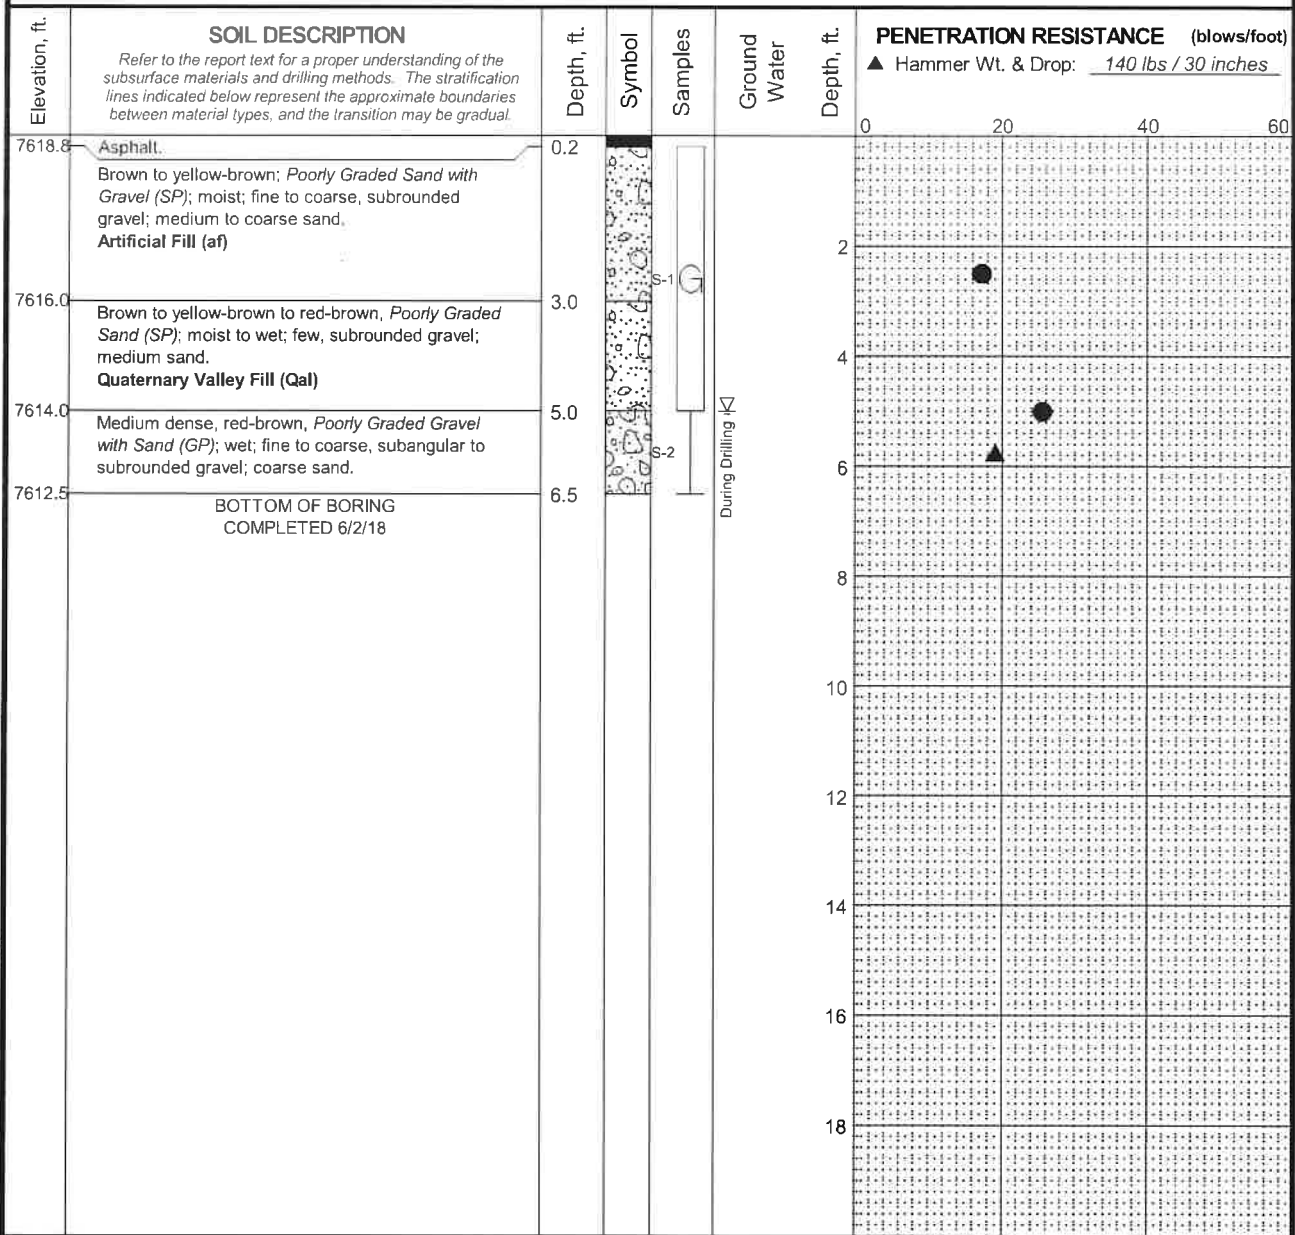 Elevation, ft.
SOIL DESCRIPTION
Refer to the report text for a proper understanding of the
subsurface materials and drilling methods. The stratification
lines indicated below represent the approximate boundaries
between material types, and the transition may be gradual.
Depth, ft.
Symbol
Samples
Ground
Water
Depth, ft.
PENETRATION RESISTANCE (blows/foot)
▲ Hammer Wt. & Drop: 140 lbs / 30 inches
0 20 40 60
7618.8 Asphalt. 0.2
Brown to yellow-brown; Poorly Graded Sand with
Gravel (SP); moist; fine to coarse, subrounded
gravel; medium to coarse sand.
Artificial Fill (af)
2
S-1 G
7616.0 3.0
Brown to yellow-brown to red-brown, Poorly Graded
Sand (SP); moist to wet; few, subrounded gravel;
medium sand.
Quaternary Valley Fill (Qal)
4
7614.0 5.0
Medium dense, red-brown, Poorly Graded Gravel
with Sand (GP); wet; fine to coarse, subangular to
subrounded gravel; coarse sand.
S-2
During Drilling
6
7612.5 6.5
BOTTOM OF BORING
COMPLETED 6/2/18
8
10
12
14
16
18